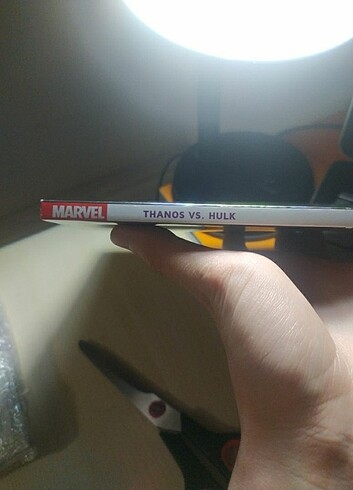 MARVEL THANOS VS. HULK